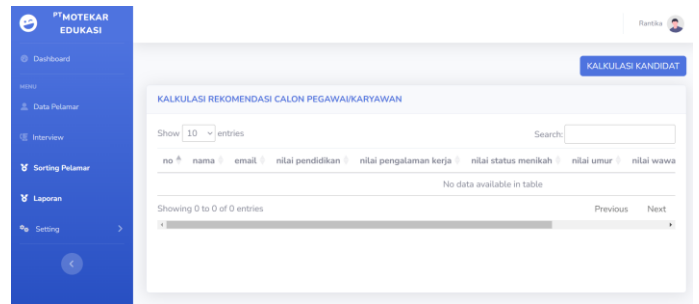 PT MOTEKAR
EDUKASI
Rantika
Dashboard
KALKULASI KANDIDAT
MENU
Data Pelamar
KALKULASI REKOMENDASI CALON PEGAWAI/KARYAWAN
Interview
Show 10 entries
Search:
no nama email nilai pendidikan nilai pengalaman kerja nilai status menikah nilai umur nilai wawa
Sorting Pelamar
No data available in table
Laporan
Showing 0 to 0 of 0 entries
Previous Next
Setting